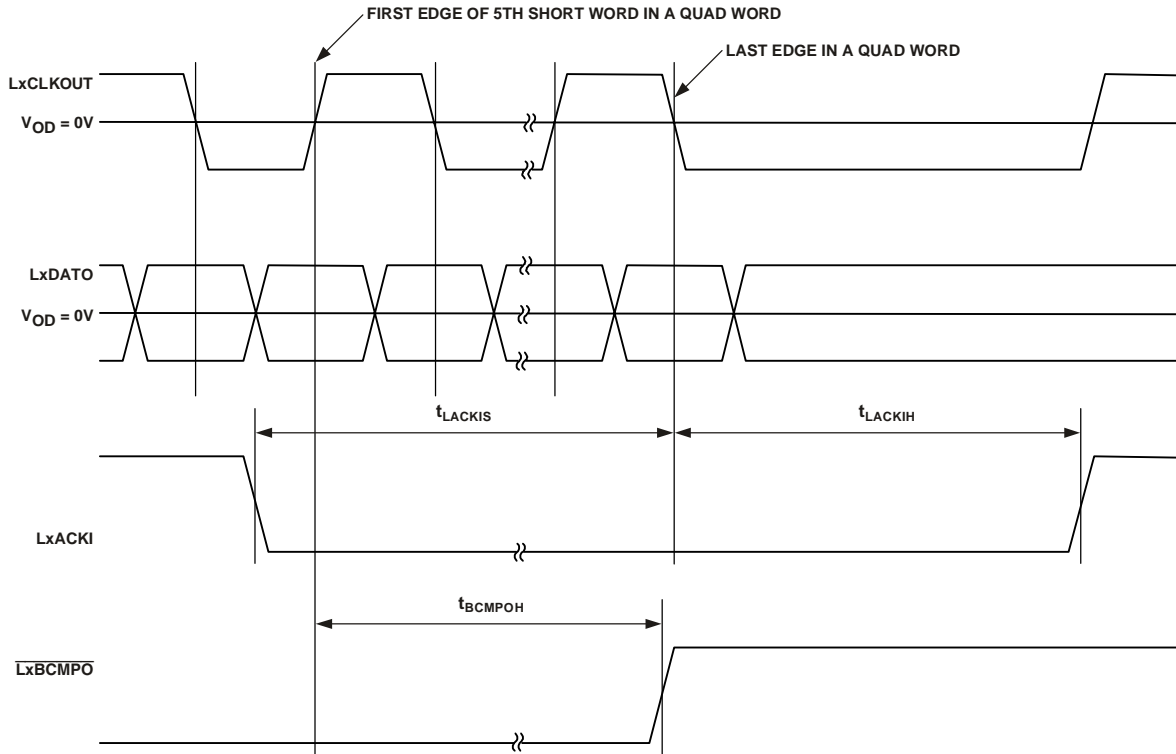 FIRST EDGE OF 5TH SHORT WORD IN A QUAD WORD
LAST EDGE IN A QUAD WORD
LxCLKOUT
VOD = 0V
LxDATO
VOD = 0V
tLACKIS
tLACKIH
LxACKI
tBCMPOH
LxBCMPO